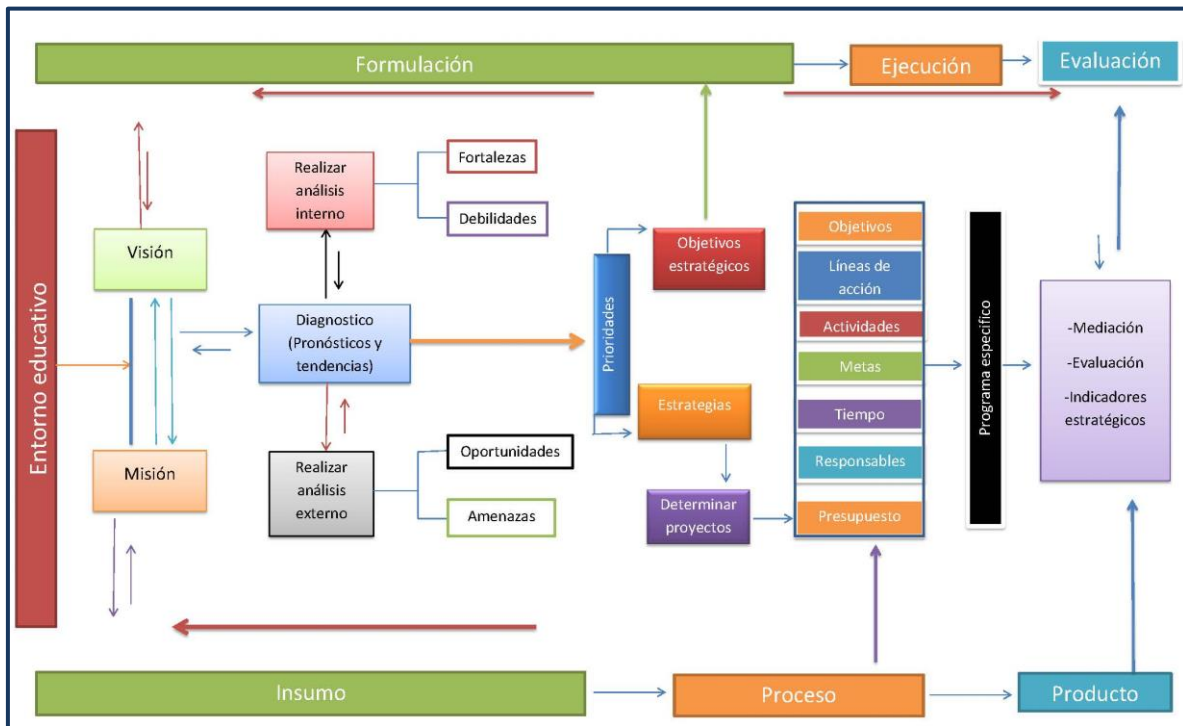 Formulación
Ejecución
Evaluación
Entorno educativo
Visión
Misión
Realizar
análisis
interno
Fortalezas
Debilidades
Diagnostico
(Pronósticos y
tendencias)
Realizar
análisis
externo
Oportunidades
Amenazas
Prioridades
Objetivos
estratégicos
Estrategias
Determinar
proyectos
Objetivos
Líneas de
acción
Actividades
Metas
Tiempo
Responsables
Presupuesto
Programa especifico
-Mediación
-Evaluación
-Indicadores
estratégicos
Insumo
Proceso
Producto